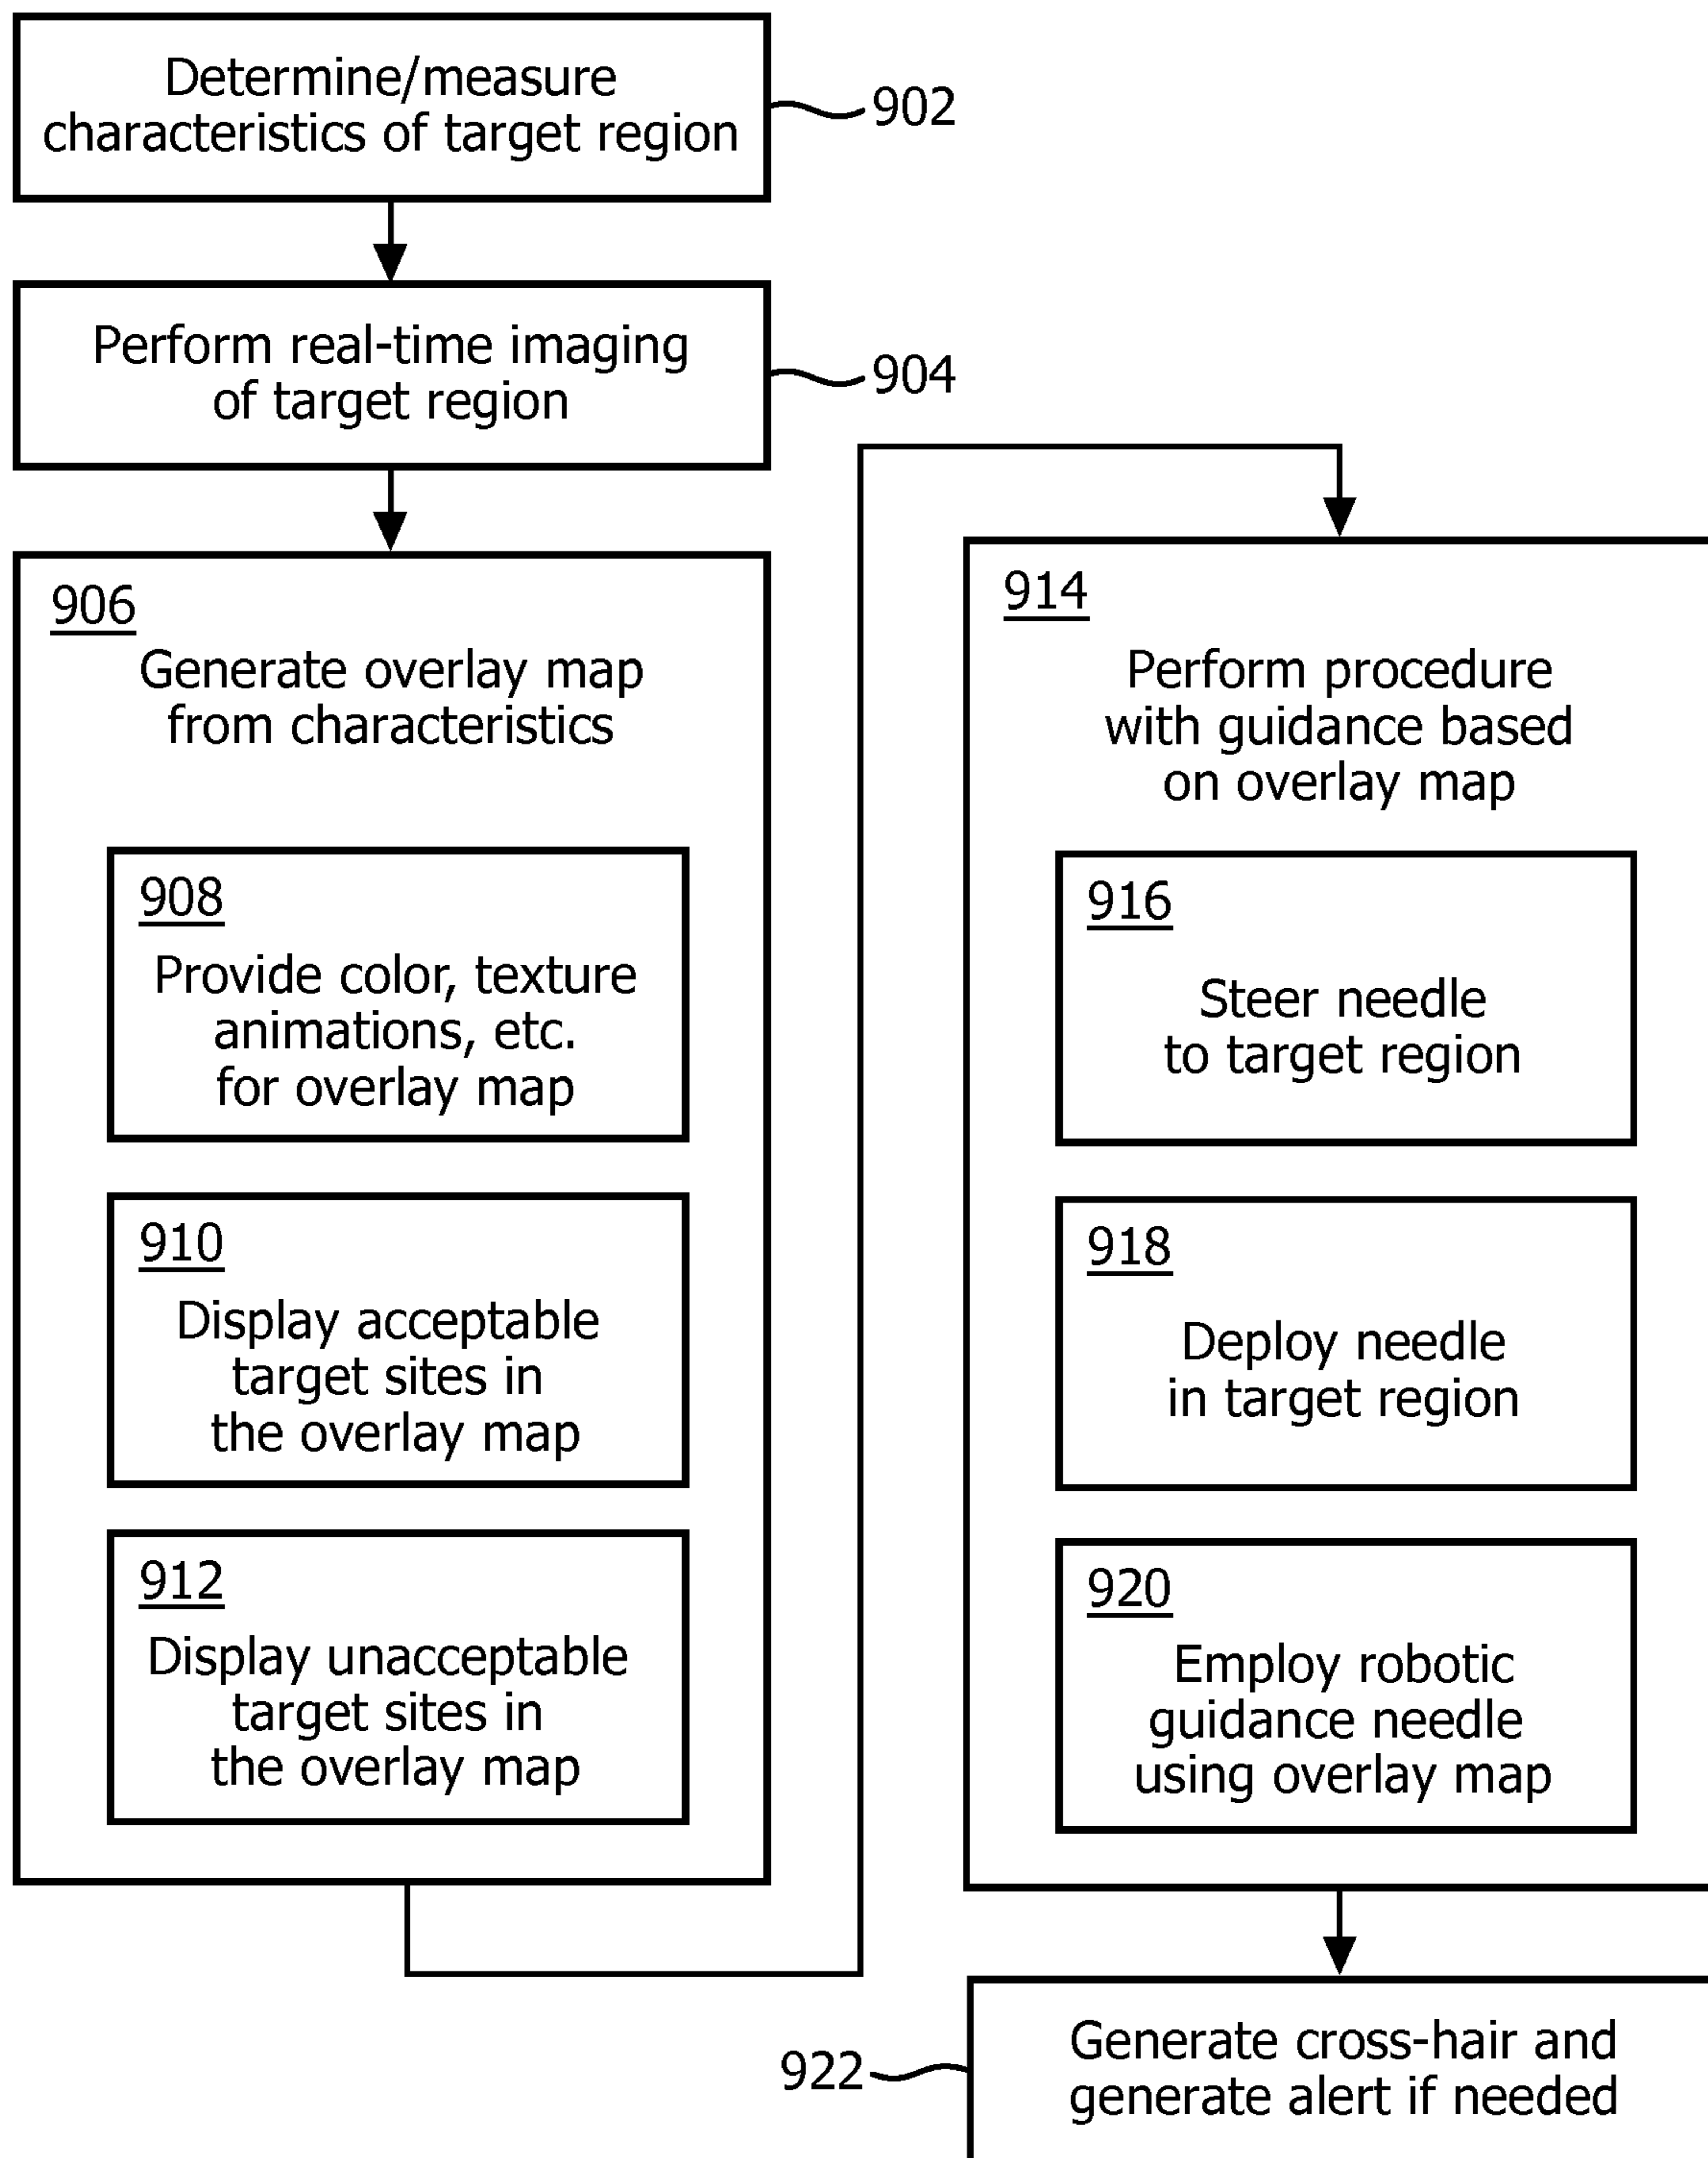 Determine/measure
characteristics of target region
902
Perform real-time imaging
of target region
904
906
Generate overlay map
from characteristics
908
Provide color, texture
animations, etc.
for overlay map
910
Display acceptable
target sites in
the overlay map
912
Display unacceptable
target sites in
the overlay map
914
Perform procedure
with guidance based
on overlay map
916
Steer needle
to target region
918
Deploy needle
in target region
920
Employ robotic
guidance needle
using overlay map
922
Generate cross-hair and
generate alert if needed